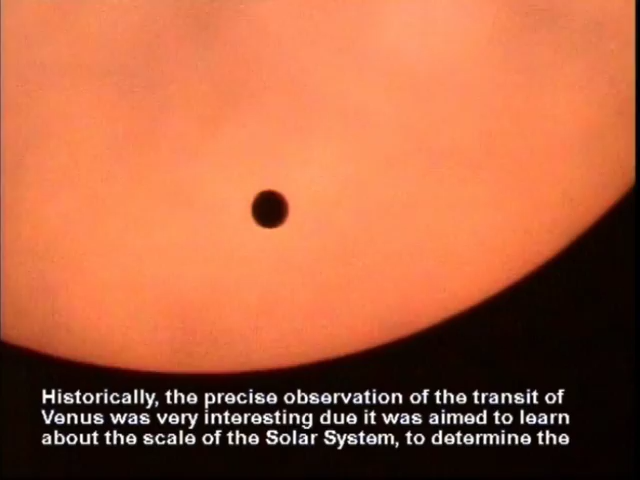 Historically, the precise observation of the transit of
Venus was very interesting due it was aimed to learn
about the scale of the Solar System, to determine the